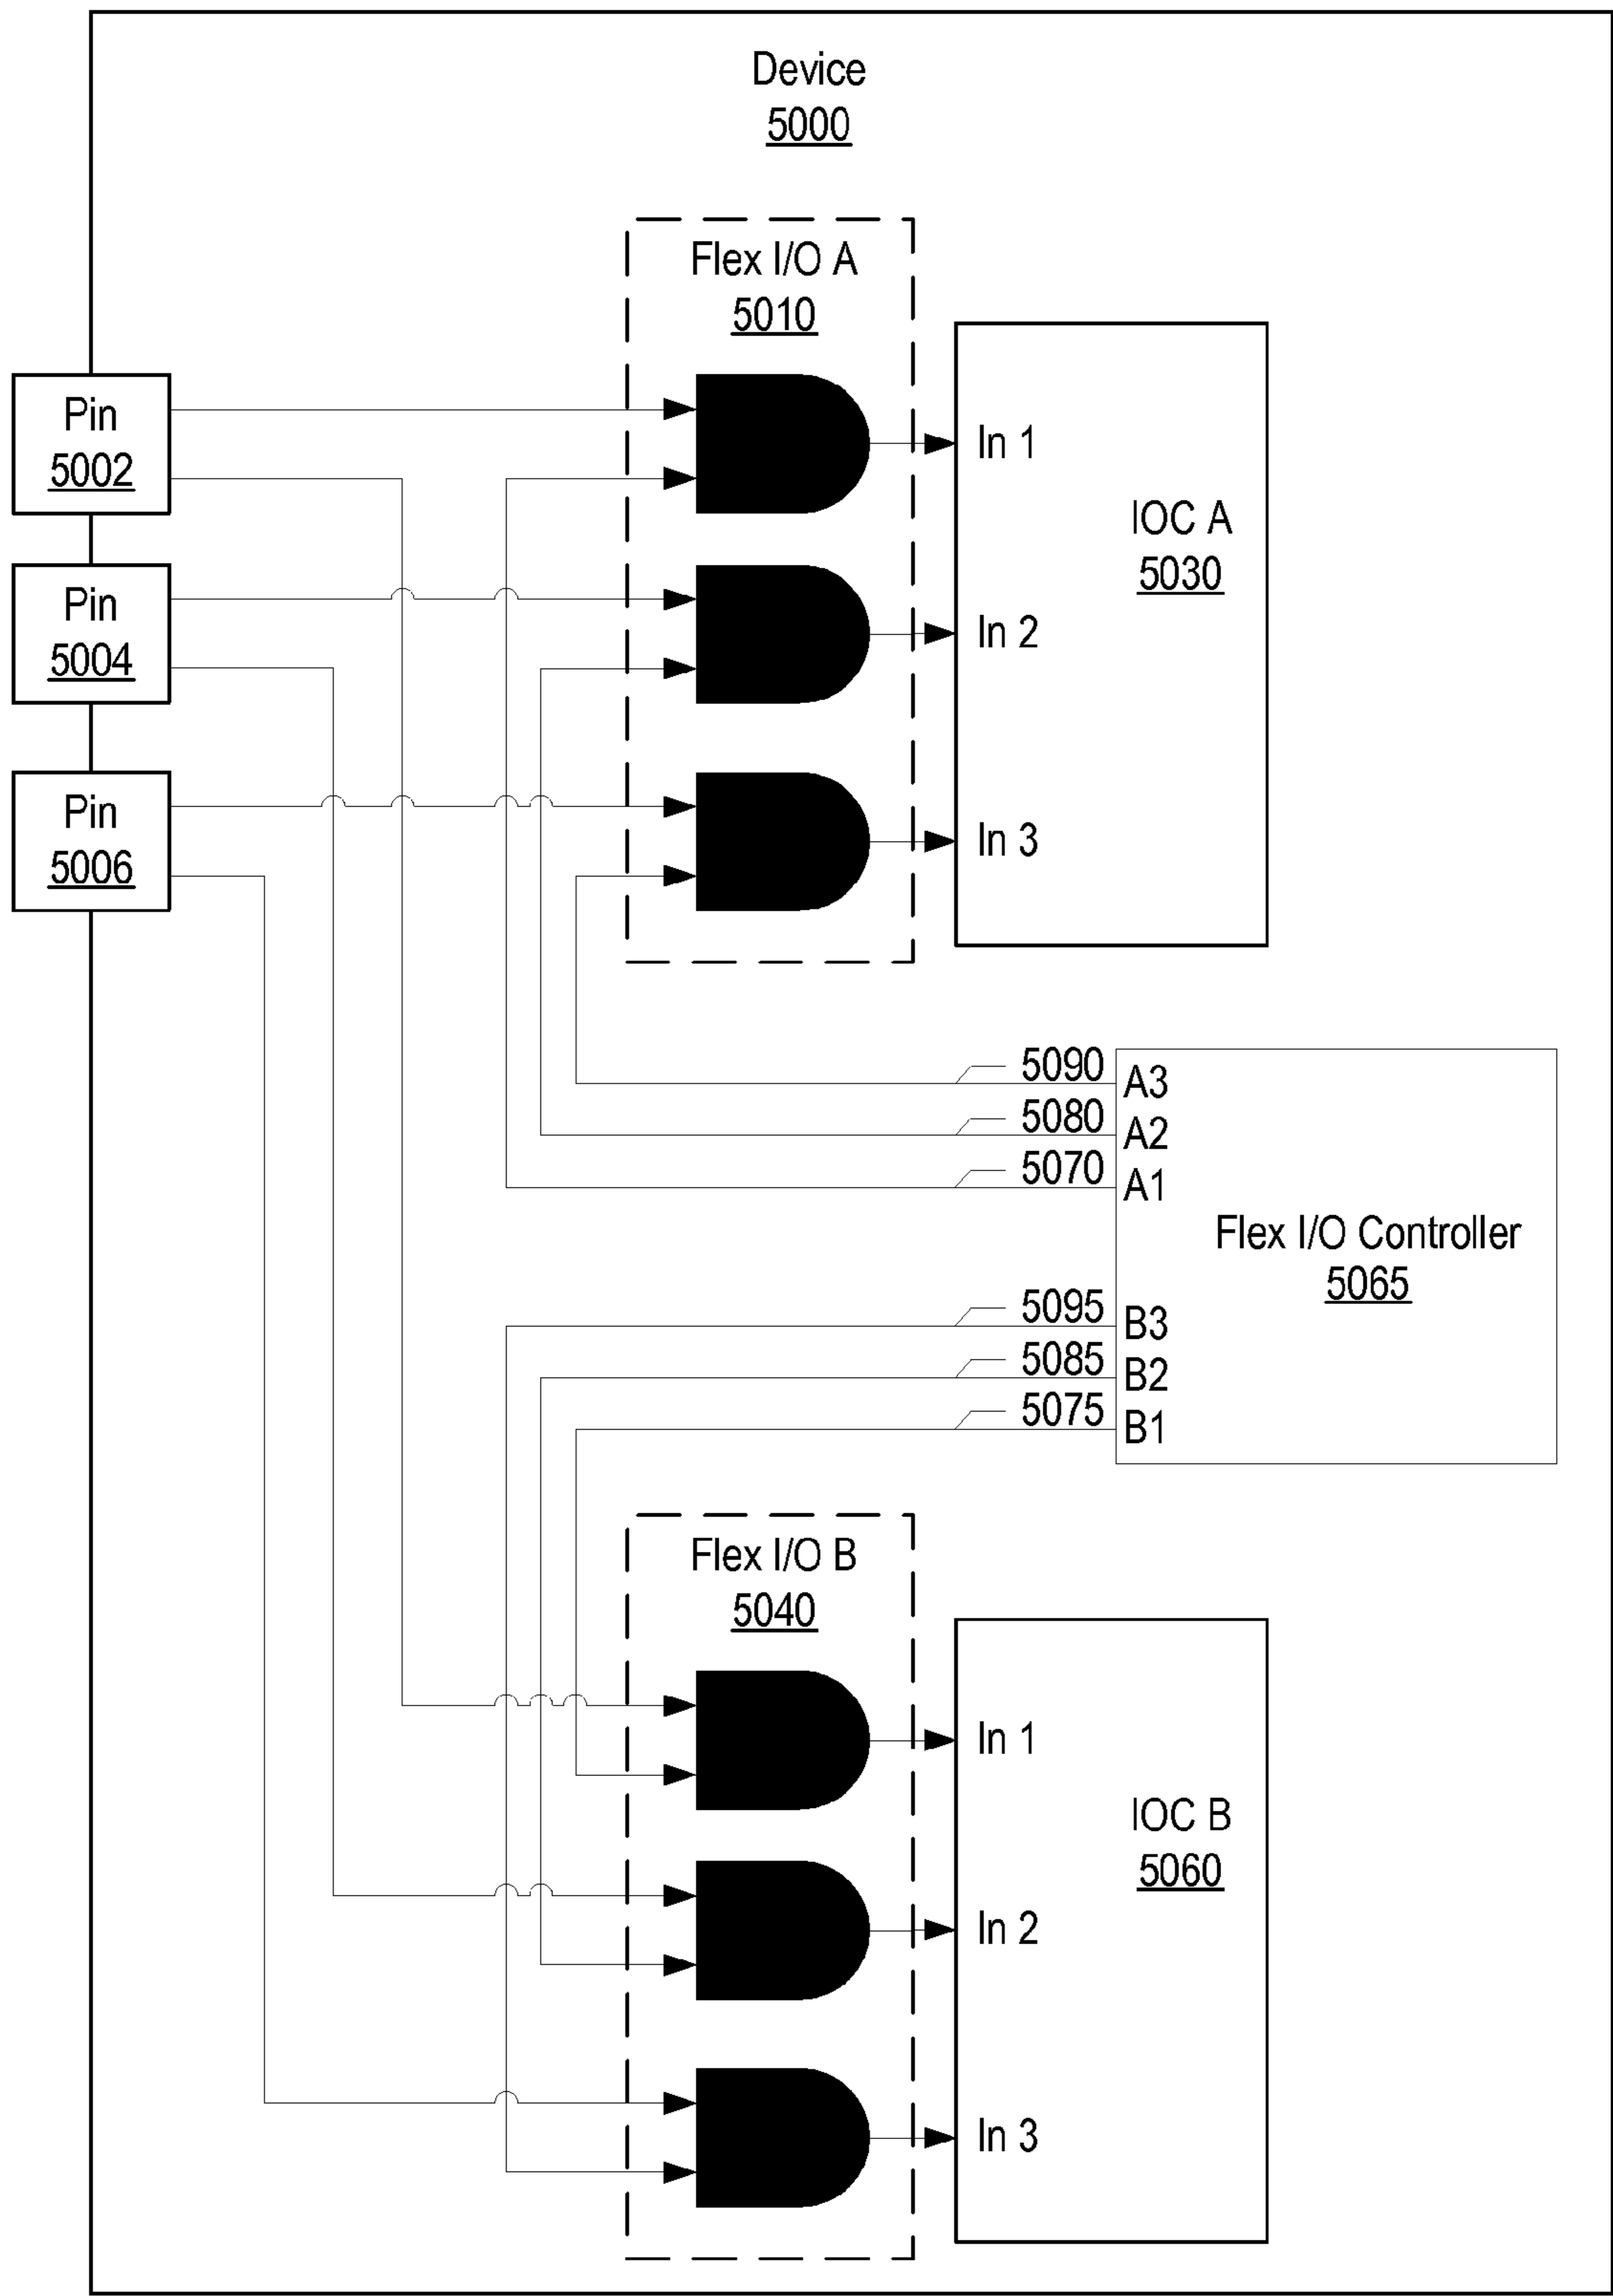 Device
5000
Flex I/O A
5010
Pin
5002
In 1
IOC A
5030
Pin
5004
In 2
Pin
5006
In 3
5090
A3
5080
A2
5070
A1
Flex I/O Controller
5065
5095
B3
5085
B2
5075
B1
Flex I/O B
5040
In 1
IOC B
5060
In 2
In 3